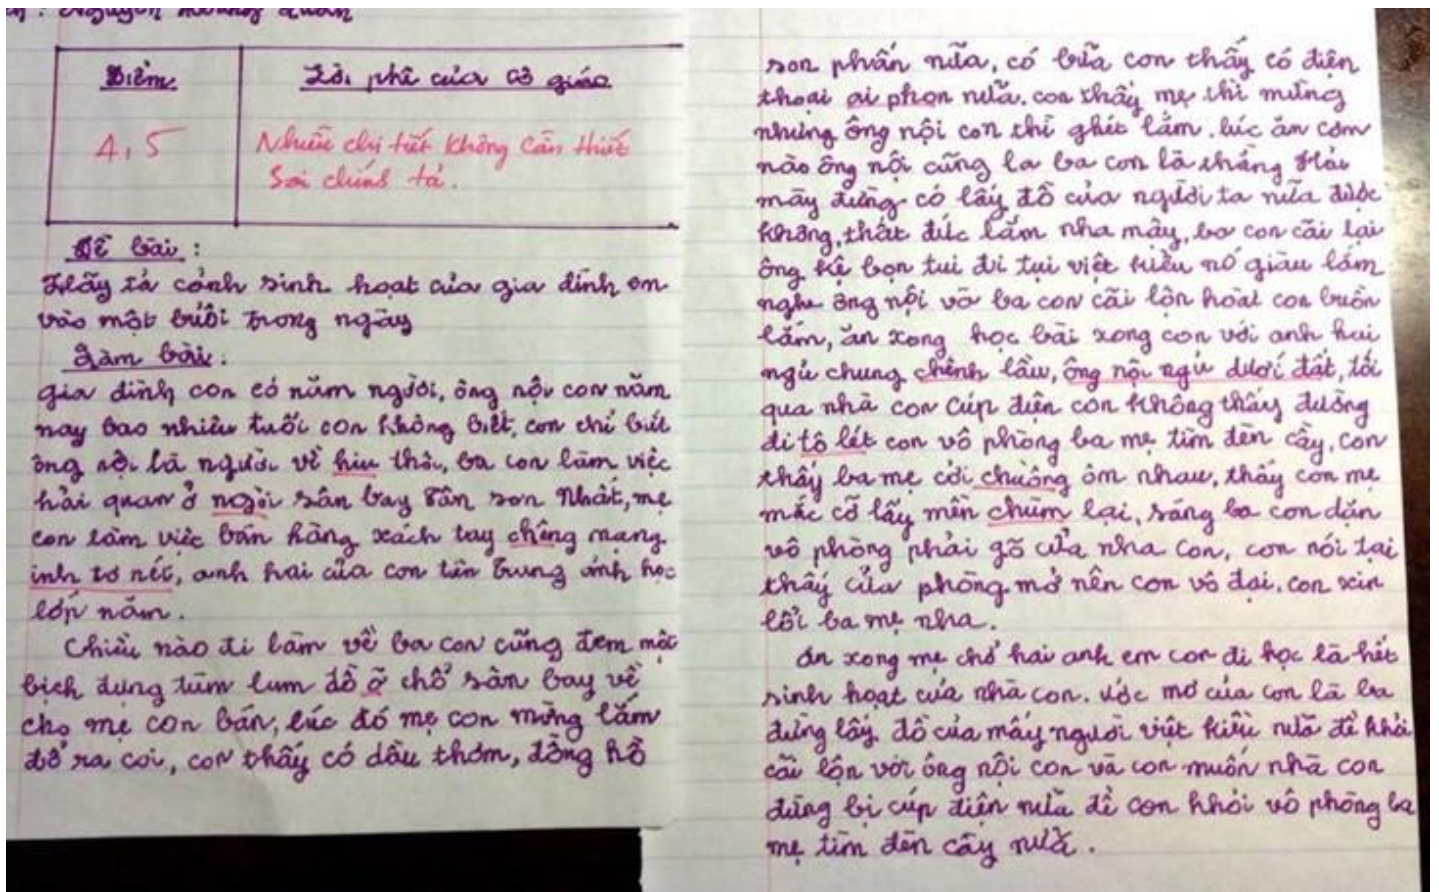 Nguyễn Hoàng Quân
Điểm
Lời phê của cô giáo
4,5
Nhiều chi tiết không cần thiết
Sai chính tả.
Đề bài :
Hãy tả cảnh sinh hoạt của gia đình em
vào một buổi trong ngày
Làm bài :
gia đình con có năm người, ông nội con năm
nay bao nhiêu tuổi con không biết, con chỉ biết
ông nội là người về hiu thôi, ba con làm việc
hải quan ở ngời sân bay Tân sơn Nhất, mẹ
con làm việc bán hàng xách tay chêng mạng
inh tơ nét, anh hai của con tên Trung ảnh học
lớp năm.
Chiều nào đi làm về ba con cũng đem một
bịch đựng tùm lum đồ ở chổ sân bay về
cho mẹ con bán, lúc đó mẹ con mừng lắm
đổ ra coi, con thấy có dầu thơm, đồng hồ
son phấn nữa, có bữa con thấy có điện
thoại ai phon nữa. con thấy mẹ thì mừng
nhưng ông nội con thì ghét lắm. lúc ăn cơm
nào ông nội cũng la ba con là thằng Hải
mầy đừng có lấy đồ của người ta nữa được
không, thất đức lắm nha mầy, ba con cãi lại
ông kệ bọn tui đi tụi việt kiều nó giàu lắm
nghe ông nội và ba con cãi lộn hoài con buồn
lắm, ăn xong học bài xong con với anh hai
ngủ chung chênh lầu, ông nội ngủ dưới đất, tối
qua nhà con cúp điện con không thấy đường
đi tô lét con vô phòng ba mẹ tìm đèn cầy, con
thấy ba mẹ cởi chuồng ôm nhau, thấy con mẹ
mắc cỡ lấy mền chùm lại, sáng ba con dặn
vô phòng phải gõ cửa nha con, con nói tại
thấy cửa phòng mở nên con vô đại. con xin
lỗi ba mẹ nha.
ăn xong mẹ chở hai anh em con đi học là hết
sinh hoạt của nhà con. ước mơ của con là ba
đừng lấy đồ của mấy người việt kiều nữa để khỏi
cãi lộn với ông nội con và con muốn nhà con
đừng bị cúp điện nữa để con khỏi vô phòng ba
mẹ tìm đèn cầy nữa.